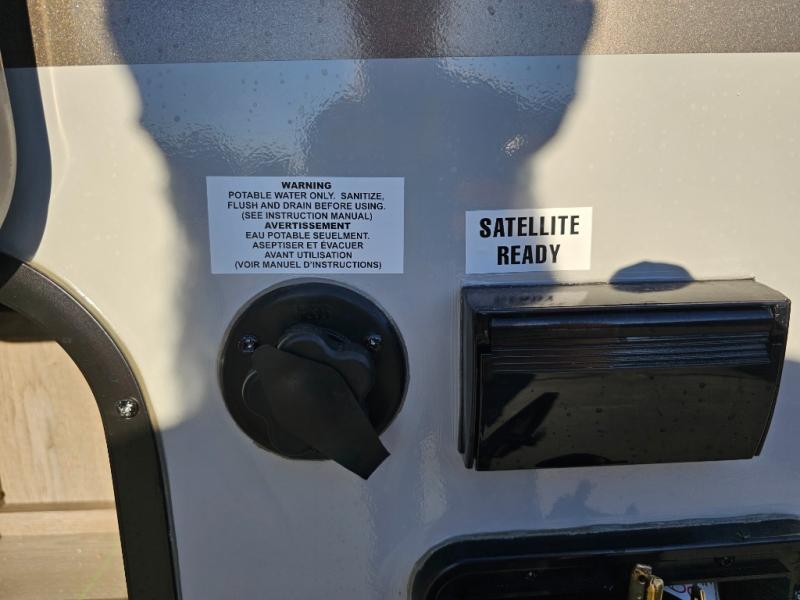 WARNING
POTABLE WATER ONLY. SANITIZE,
FLUSH AND DRAIN BEFORE USING.
(SEE INSTRUCTION MANUAL)
AVERTISSEMENT
EAU POTABLE SEUELMENT.
ASEPTISER ET ÉVACUER
AVANT UTILISATION
(VOIR MANUEL D'INSTRUCTIONS)
SATELLITE
READY